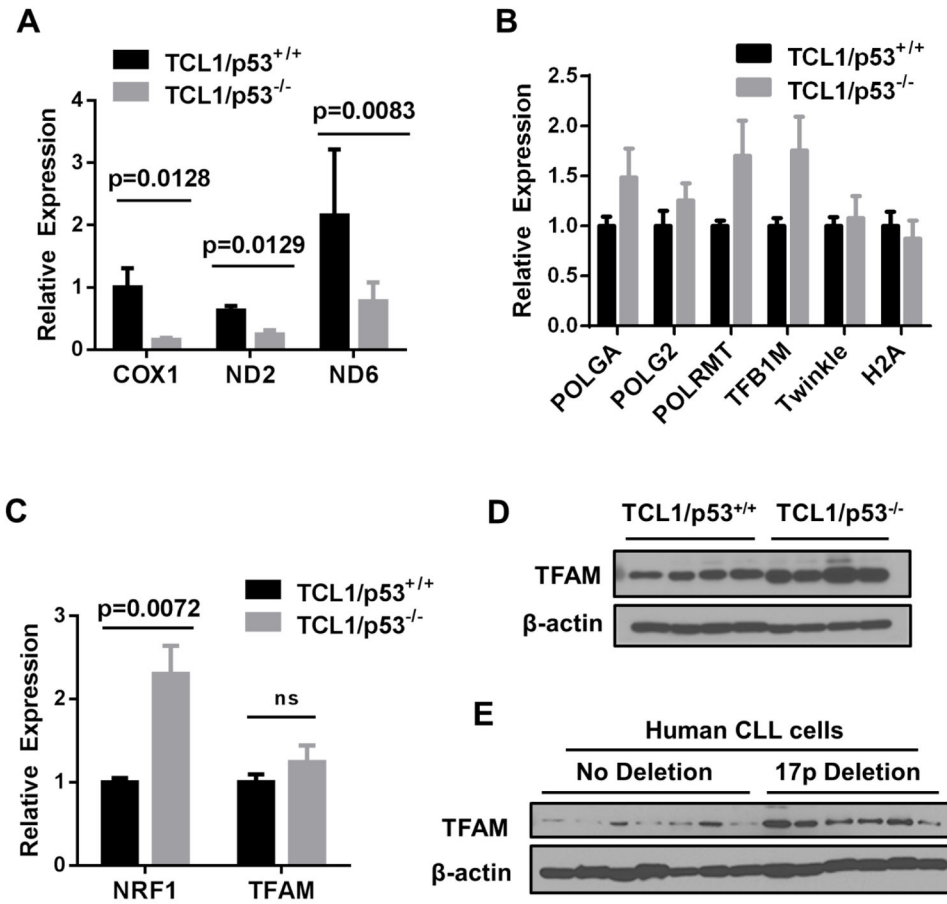 A
TCL1/p53+/+
TCL1/p53-/-
p=0.0128
p=0.0129
p=0.0083
Relative Expression
4
3
2
1
0
COX1 ND2 ND6
B
TCL1/p53+/+
TCL1/p53-/-
Relative Expression
2.5
2.0
1.5
1.0
0.5
0.0
POLGA POLG2 POLRMT TFB1M Twinkle H2A
C
TCL1/p53+/+
TCL1/p53-/-
p=0.0072
ns
Relative Expression
3
2
1
0
NRF1 TFAM
D
TCL1/p53+/+ TCL1/p53-/-
TFAM
β-actin
E
Human CLL cells
No Deletion 17p Deletion
TFAM
β-actin